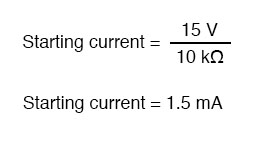 Starting current = 15 V / 10 kΩ
Starting current = 1.5 mA